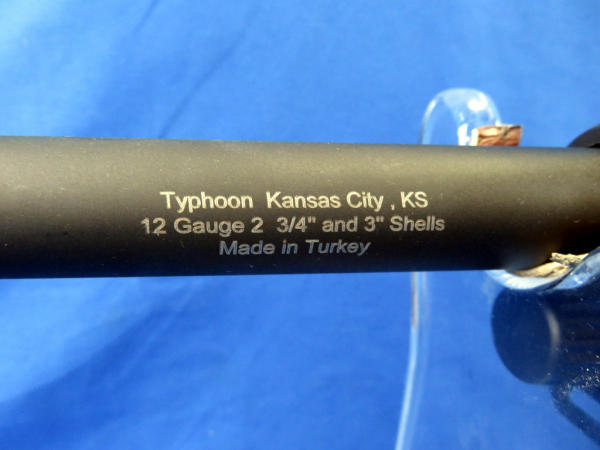 Typhoon Kansas City , KS
12 Gauge 2 3/4" and 3" Shells
Made in Turkey